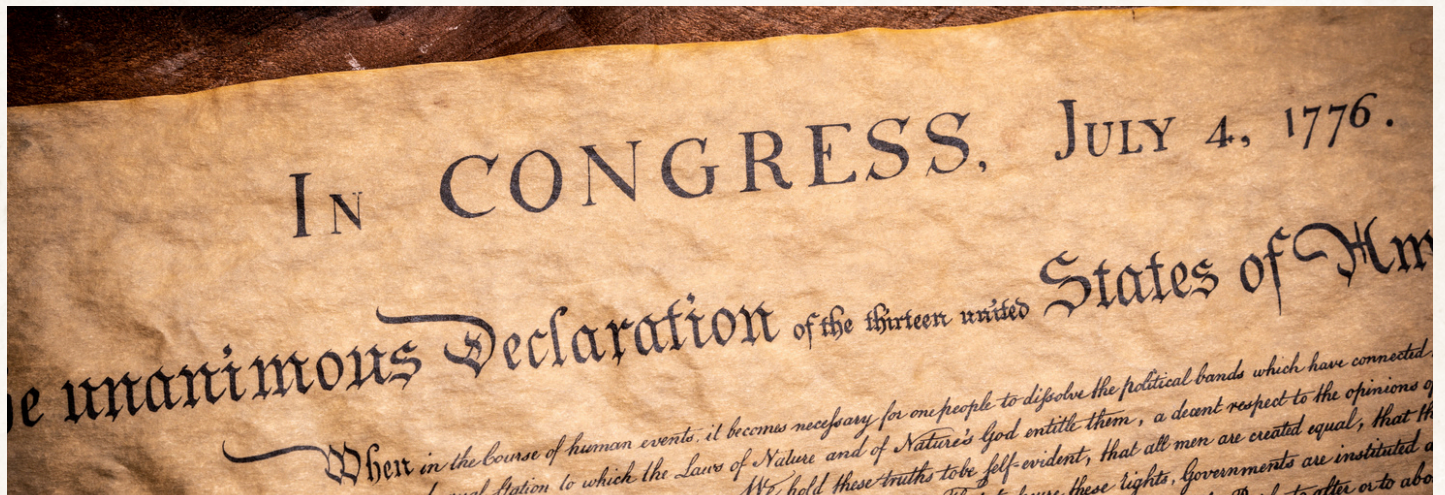 In CONGRESS, July 4, 1776.
unanimous Declaration of the thirteen united States of
When in the Course of human events, it becomes necessary for one people to dissolve the political bands which have connected
Station to which the Laws of Nature and of Nature's God entitle them, a decent respect to the opinions
We hold these truths to be self-evident, that all men are created equal, that
these rights, Governments are instituted
or to